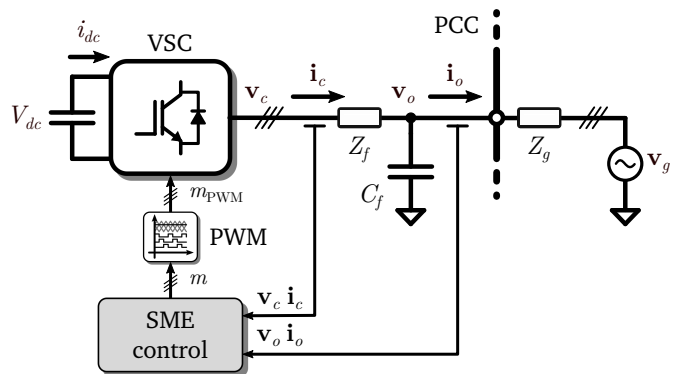 i_dc
VSC
PCC
V_dc
v_c
i_c
v_o
i_o
Z_f
Z_g
C_f
v_g
m_PWM
PWM
m
SME
control
v_c i_c
v_o i_o